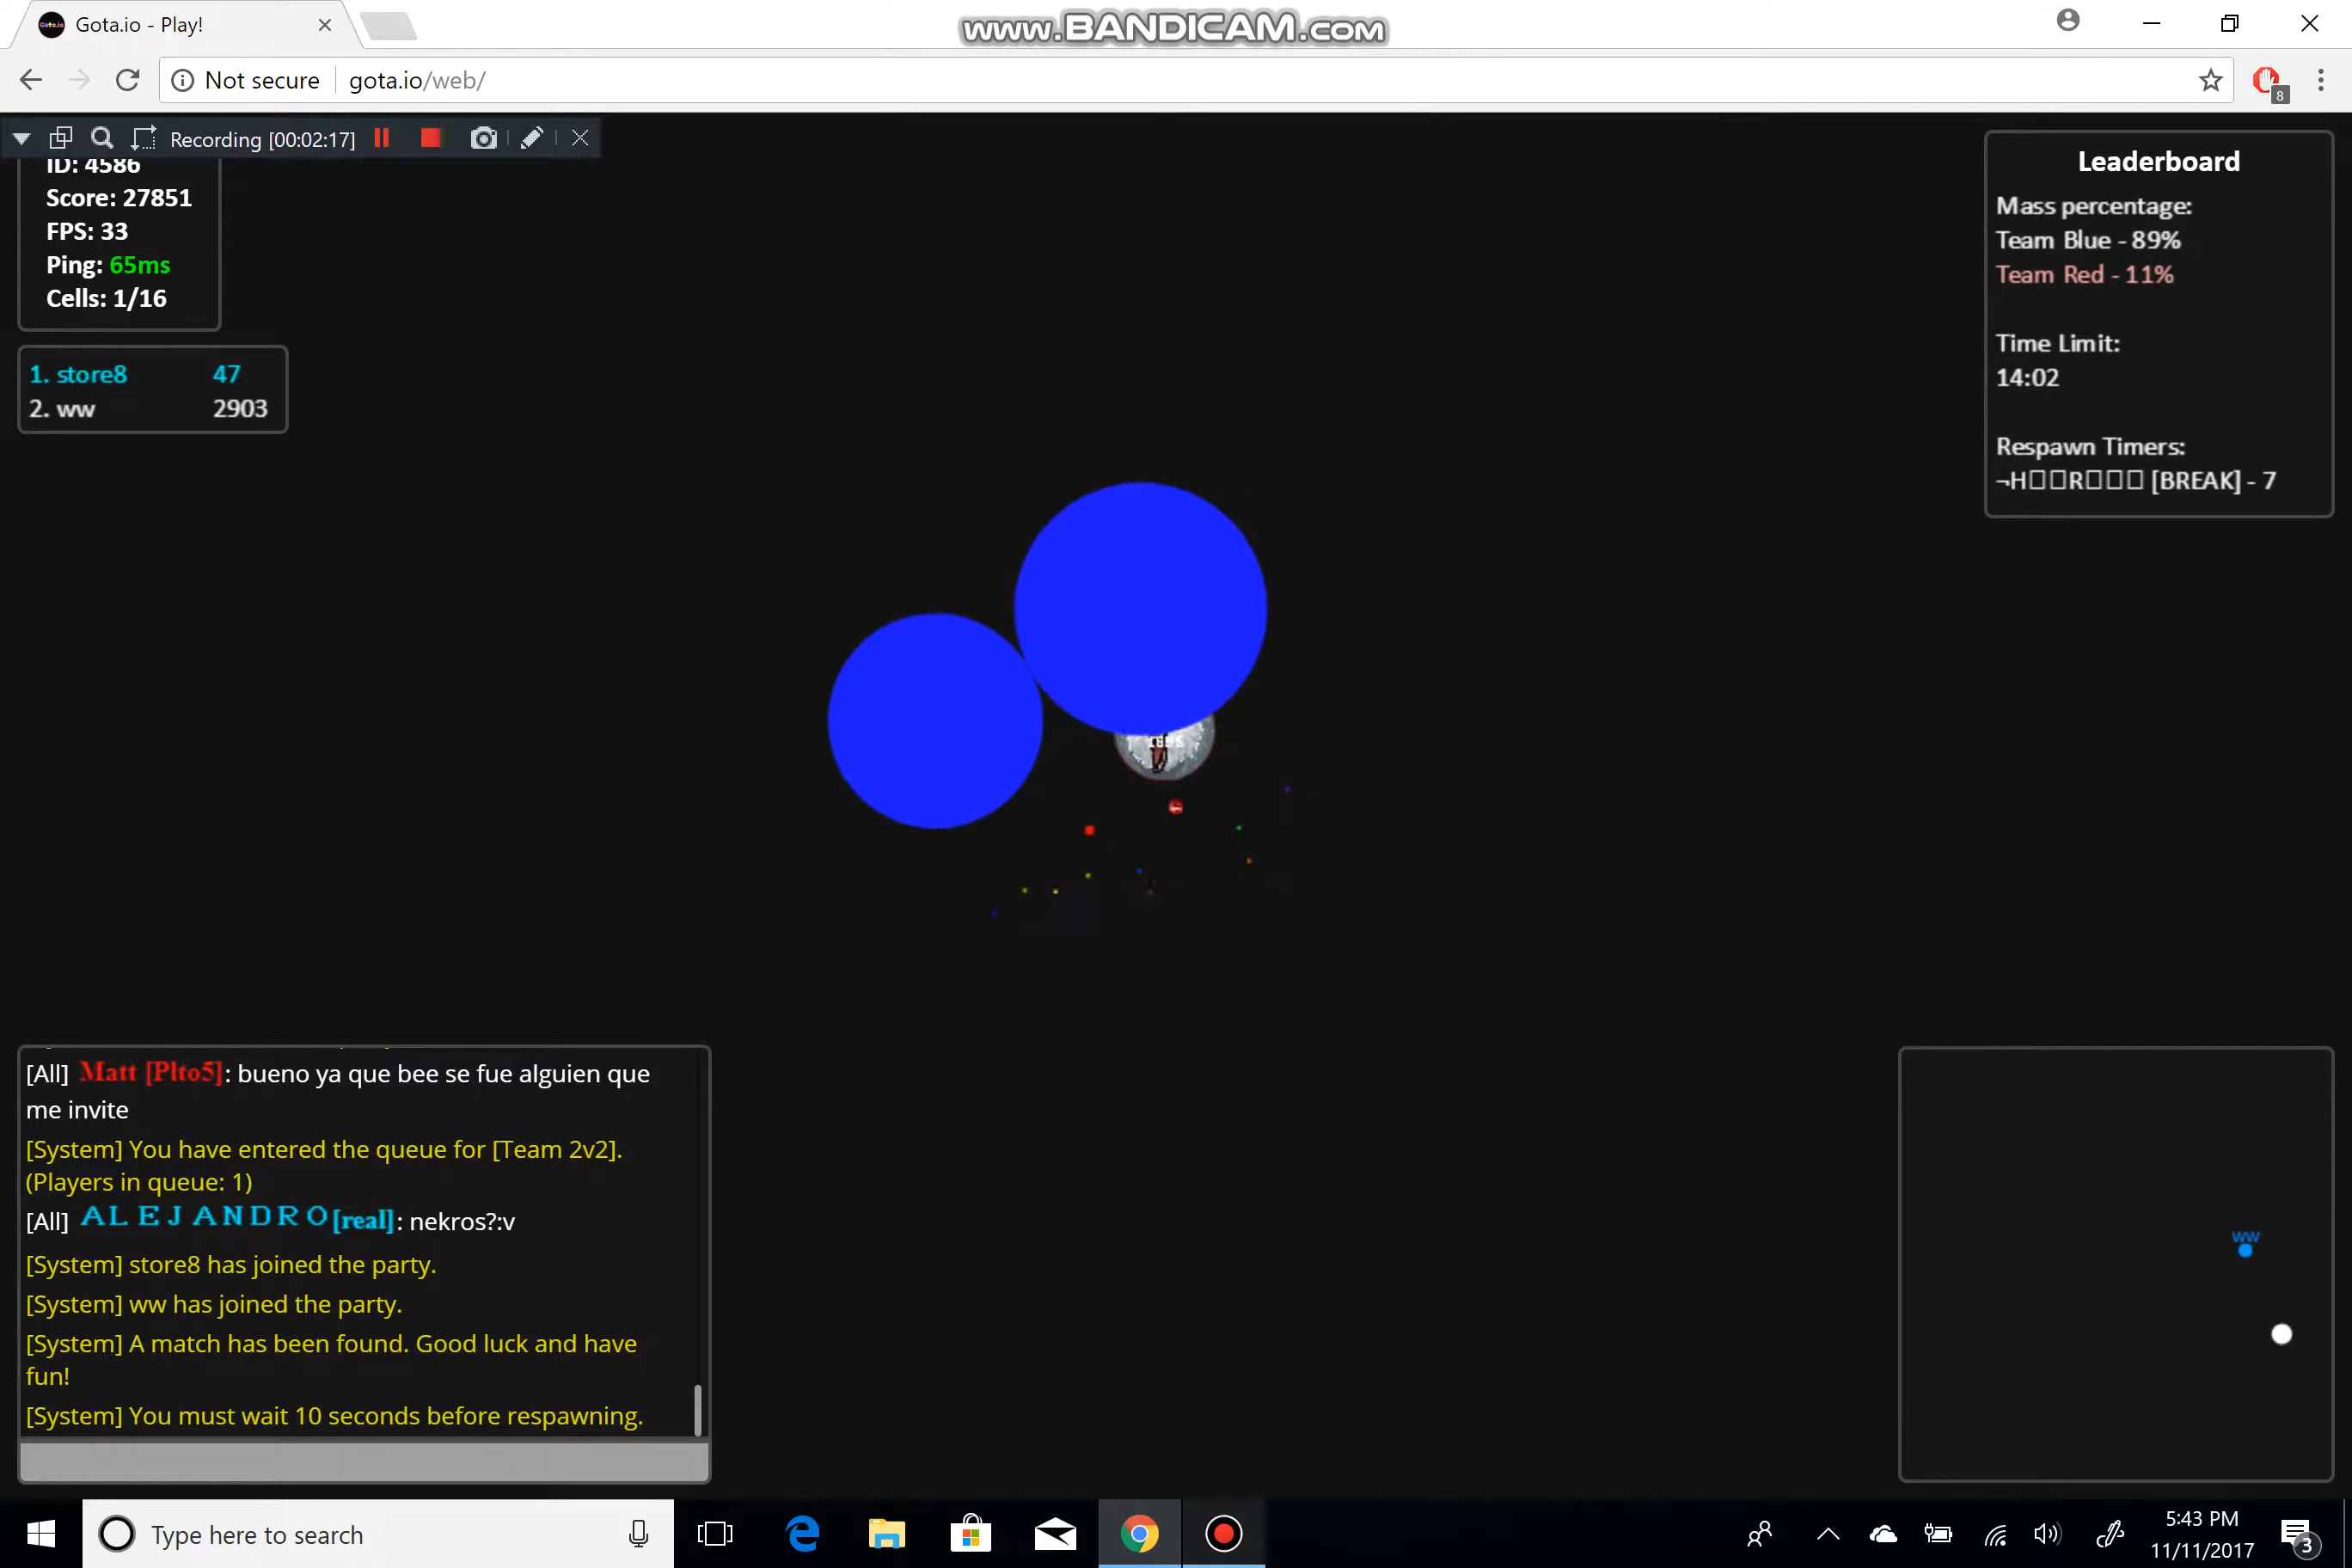 Gota.io - Play!
www.BANDICAM.com
Not secure
gota.io/web/
8
Recording [00:02:17]
ID: 4586
Score: 27851
FPS: 33
Ping: 65ms
Cells: 1/16
1. store8 47
2. ww 2903
Leaderboard
Mass percentage:
Team Blue - 89%
Team Red - 11%
Time Limit:
14:02
Respawn Timers:
¬H□□R□□□ [BREAK] - 7
[All] Matt [Plto5]: bueno ya que bee se fue alguien que
me invite
[System] You have entered the queue for [Team 2v2].
(Players in queue: 1)
[All] ALEJANDRO[real]: nekros?:v
[System] store8 has joined the party.
[System] ww has joined the party.
[System] A match has been found. Good luck and have
fun!
[System] You must wait 10 seconds before respawning.
ww
Type here to search
5:43 PM
11/11/2017
3